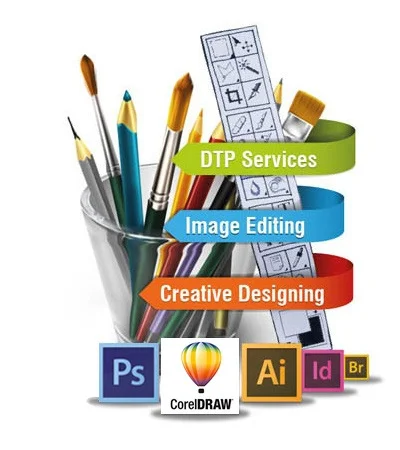 DTP Services
Image Editing
Creative Designing
Ps
CorelDRAW
Ai
Id
Br